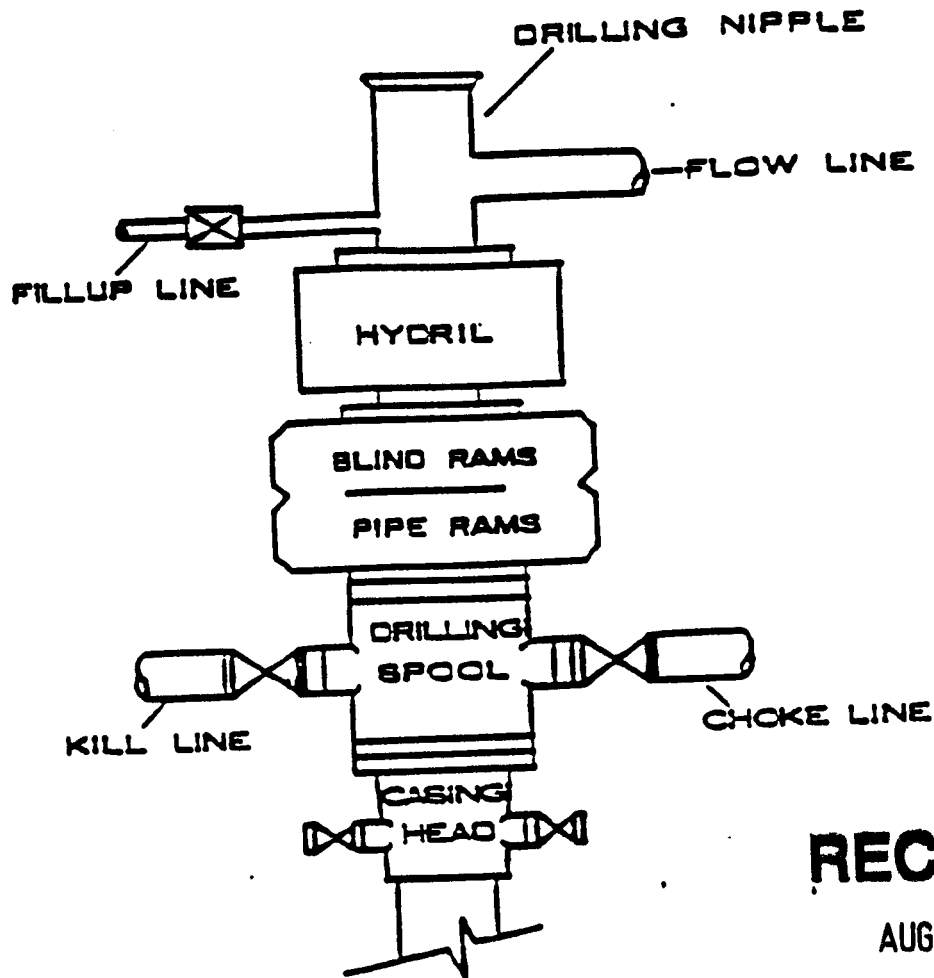 DRILLING NIPPLE
FLOW LINE
FILLUP LINE
HYDRIL
BLIND RAMS
PIPE RAMS
DRILLING
SPOOL
KILL LINE
CHOKE LINE
CASING
HEAD
REC
AUG